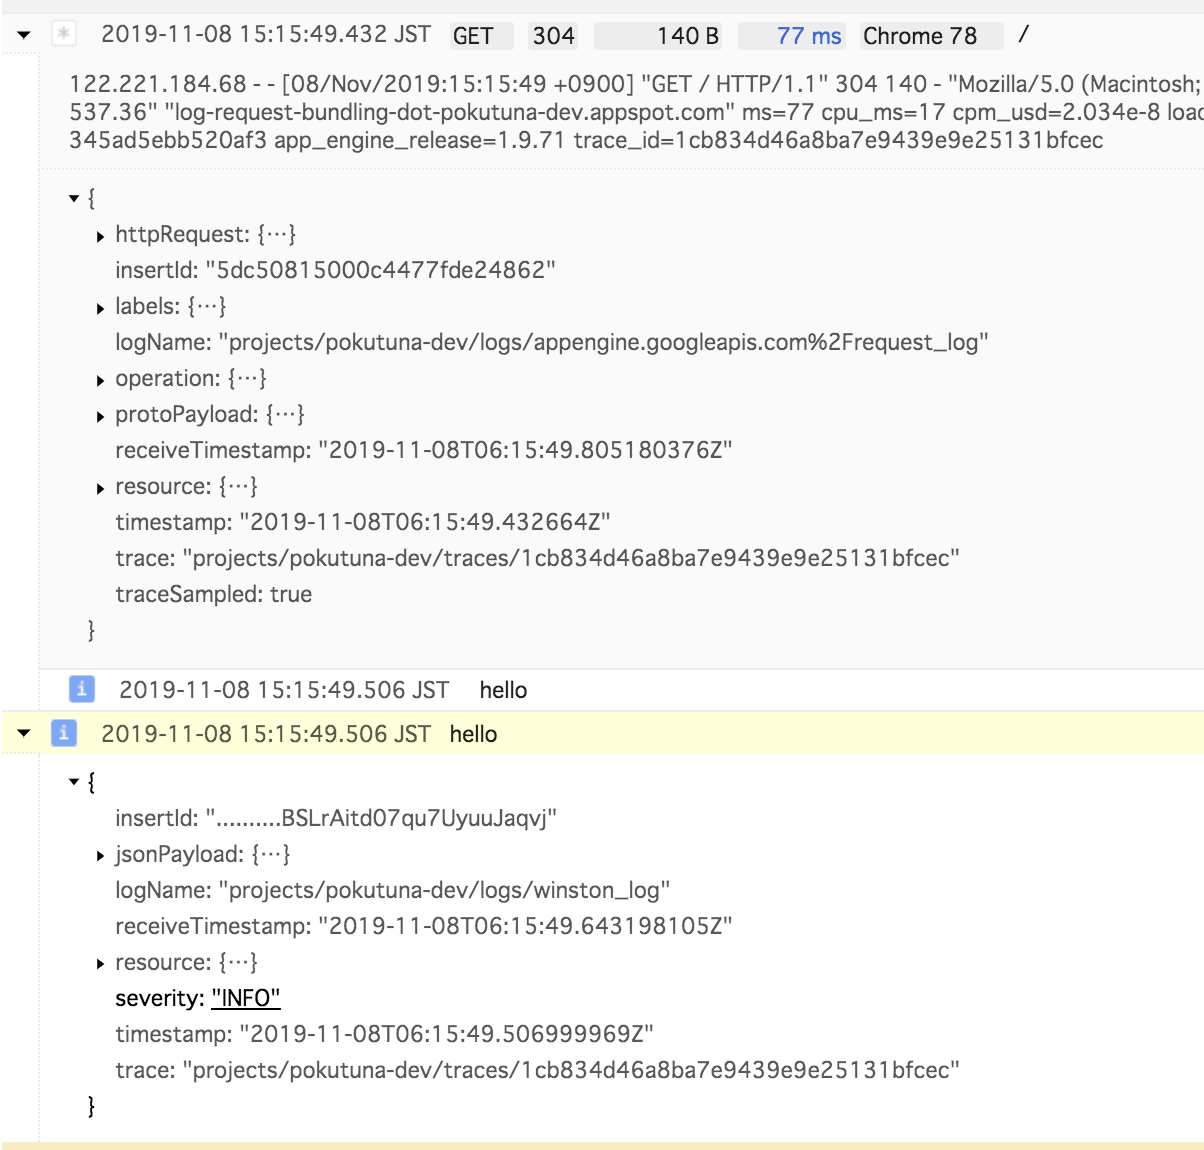 2019-11-08 15:15:49.432 JST GET 304 140 B 77 ms Chrome 78 /
122.221.184.68 - - [08/Nov/2019:15:15:49 +0900] "GET / HTTP/1.1" 304 140 - "Mozilla/5.0 (Macintosh;
537.36" "log-request-bundling-dot-pokutuna-dev.appspot.com" ms=77 cpu_ms=17 cpm_usd=2.034e-8 load
345ad5ebb520af3 app_engine_release=1.9.71 trace_id=1cb834d46a8ba7e9439e9e25131bfcec
{
httpRequest: {…}
insertId: "5dc50815000c4477fde24862"
labels: {…}
logName: "projects/pokutuna-dev/logs/appengine.googleapis.com%2Frequest_log"
operation: {…}
protoPayload: {…}
receiveTimestamp: "2019-11-08T06:15:49.805180376Z"
resource: {…}
timestamp: "2019-11-08T06:15:49.432664Z"
trace: "projects/pokutuna-dev/traces/1cb834d46a8ba7e9439e9e25131bfcec"
traceSampled: true
}
i 2019-11-08 15:15:49.506 JST hello
i 2019-11-08 15:15:49.506 JST hello
{
insertId: "..........BSLrAitd07qu7UyuuJaqvj"
jsonPayload: {…}
logName: "projects/pokutuna-dev/logs/winston_log"
receiveTimestamp: "2019-11-08T06:15:49.643198105Z"
resource: {…}
severity: "INFO"
timestamp: "2019-11-08T06:15:49.506999969Z"
trace: "projects/pokutuna-dev/traces/1cb834d46a8ba7e9439e9e25131bfcec"
}